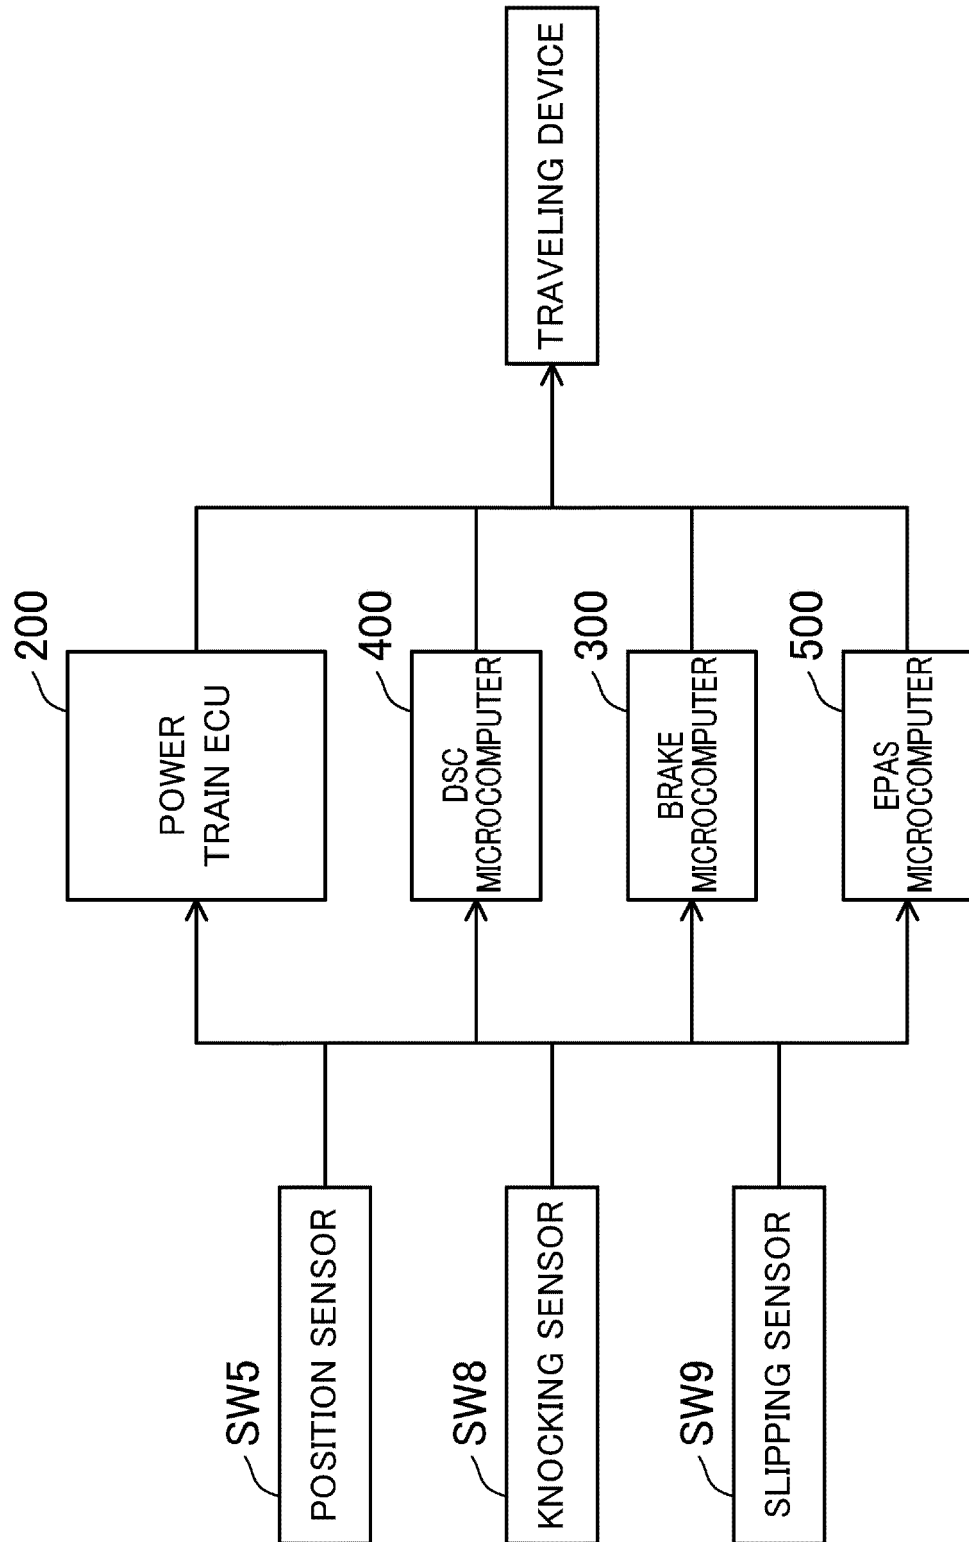 SW5
POSITION SENSOR
SW8
KNOCKING SENSOR
SW9
SLIPPING SENSOR
200
POWER
TRAIN ECU
400
DSC
MICROCOMPUTER
300
BRAKE
MICROCOMPUTER
500
EPAS
MICROCOMPUTER
TRAVELING DEVICE